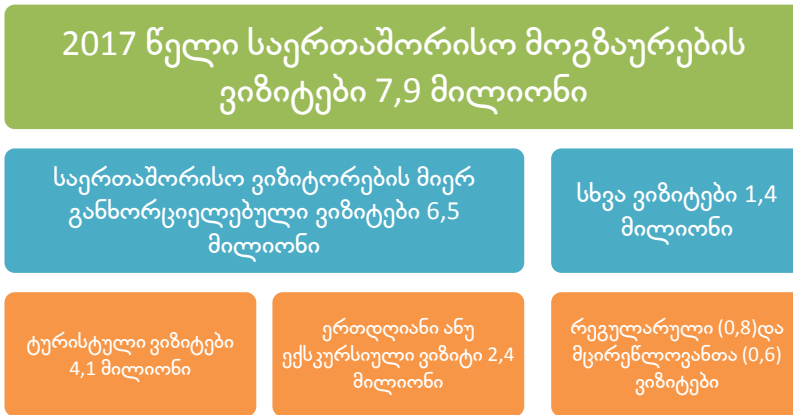 2017 წელი საერთაშორისო მოგზაურების
ვიზიტები 7,9 მილიონი
საერთაშორისო ვიზიტორების მიერ
განხორციელებული ვიზიტები 6,5
მილიონი
სხვა ვიზიტები 1,4
მილიონი
ტურისტული ვიზიტები
4,1 მილიონი
ერთდღიანი ანუ
ექსკურსიული ვიზიტი 2,4
მილიონი
რეგულარული (0,8)და
მცირეწლოვანთა (0,6)
ვიზიტები